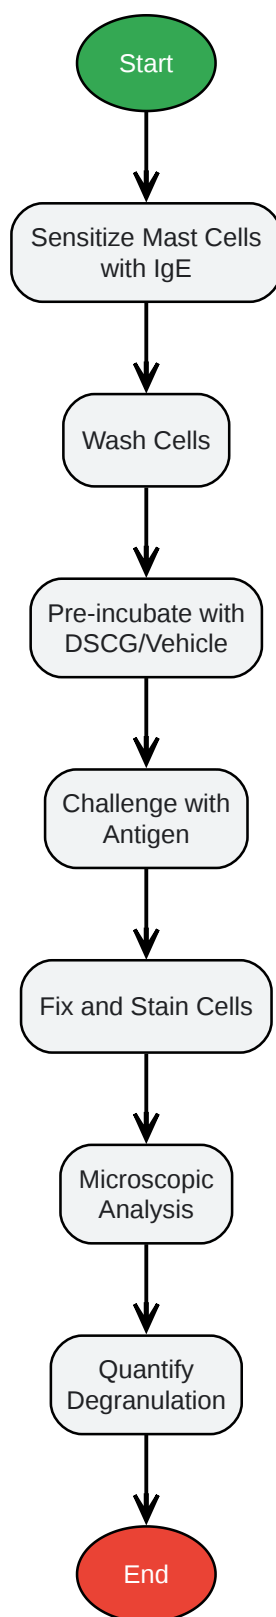 Start
Sensitize Mast Cells
with IgE
Wash Cells
Pre-incubate with
DSCG/Vehicle
Challenge with
Antigen
Fix and Stain Cells
Microscopic
Analysis
Quantify
Degranulation
End